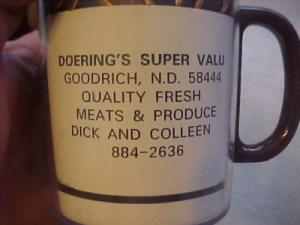 DOERING'S SUPER VALU
GOODRICH, N.D. 58444
QUALITY FRESH
MEATS & PRODUCE
DICK AND COLLEEN
884-2636